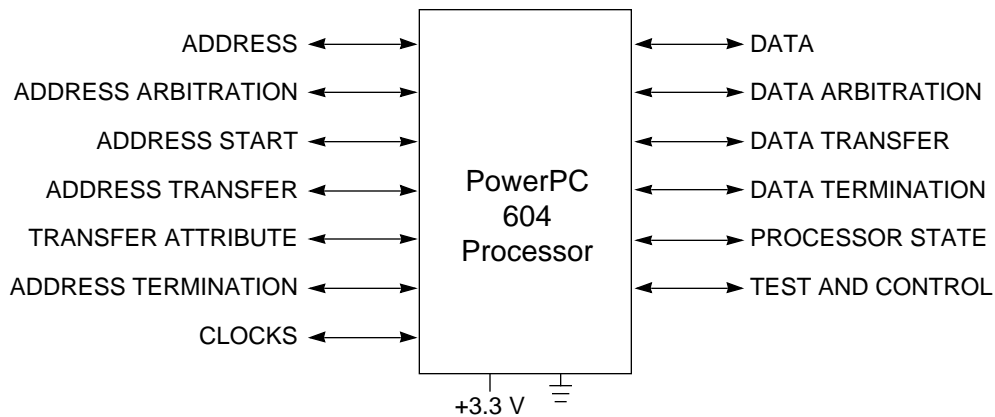 ADDRESS
ADDRESS ARBITRATION
ADDRESS START
ADDRESS TRANSFER
TRANSFER ATTRIBUTE
ADDRESS TERMINATION
CLOCKS
PowerPC
604
Processor
DATA
DATA ARBITRATION
DATA TRANSFER
DATA TERMINATION
PROCESSOR STATE
TEST AND CONTROL
+3.3 V